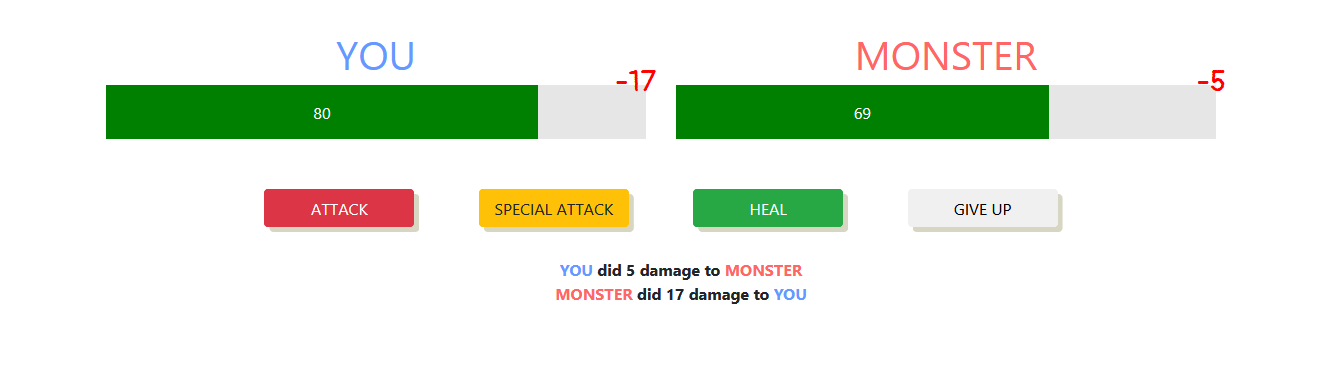 YOU
MONSTER
-17
-5
80
69
ATTACK
SPECIAL ATTACK
HEAL
GIVE UP
YOU did 5 damage to MONSTER
MONSTER did 17 damage to YOU